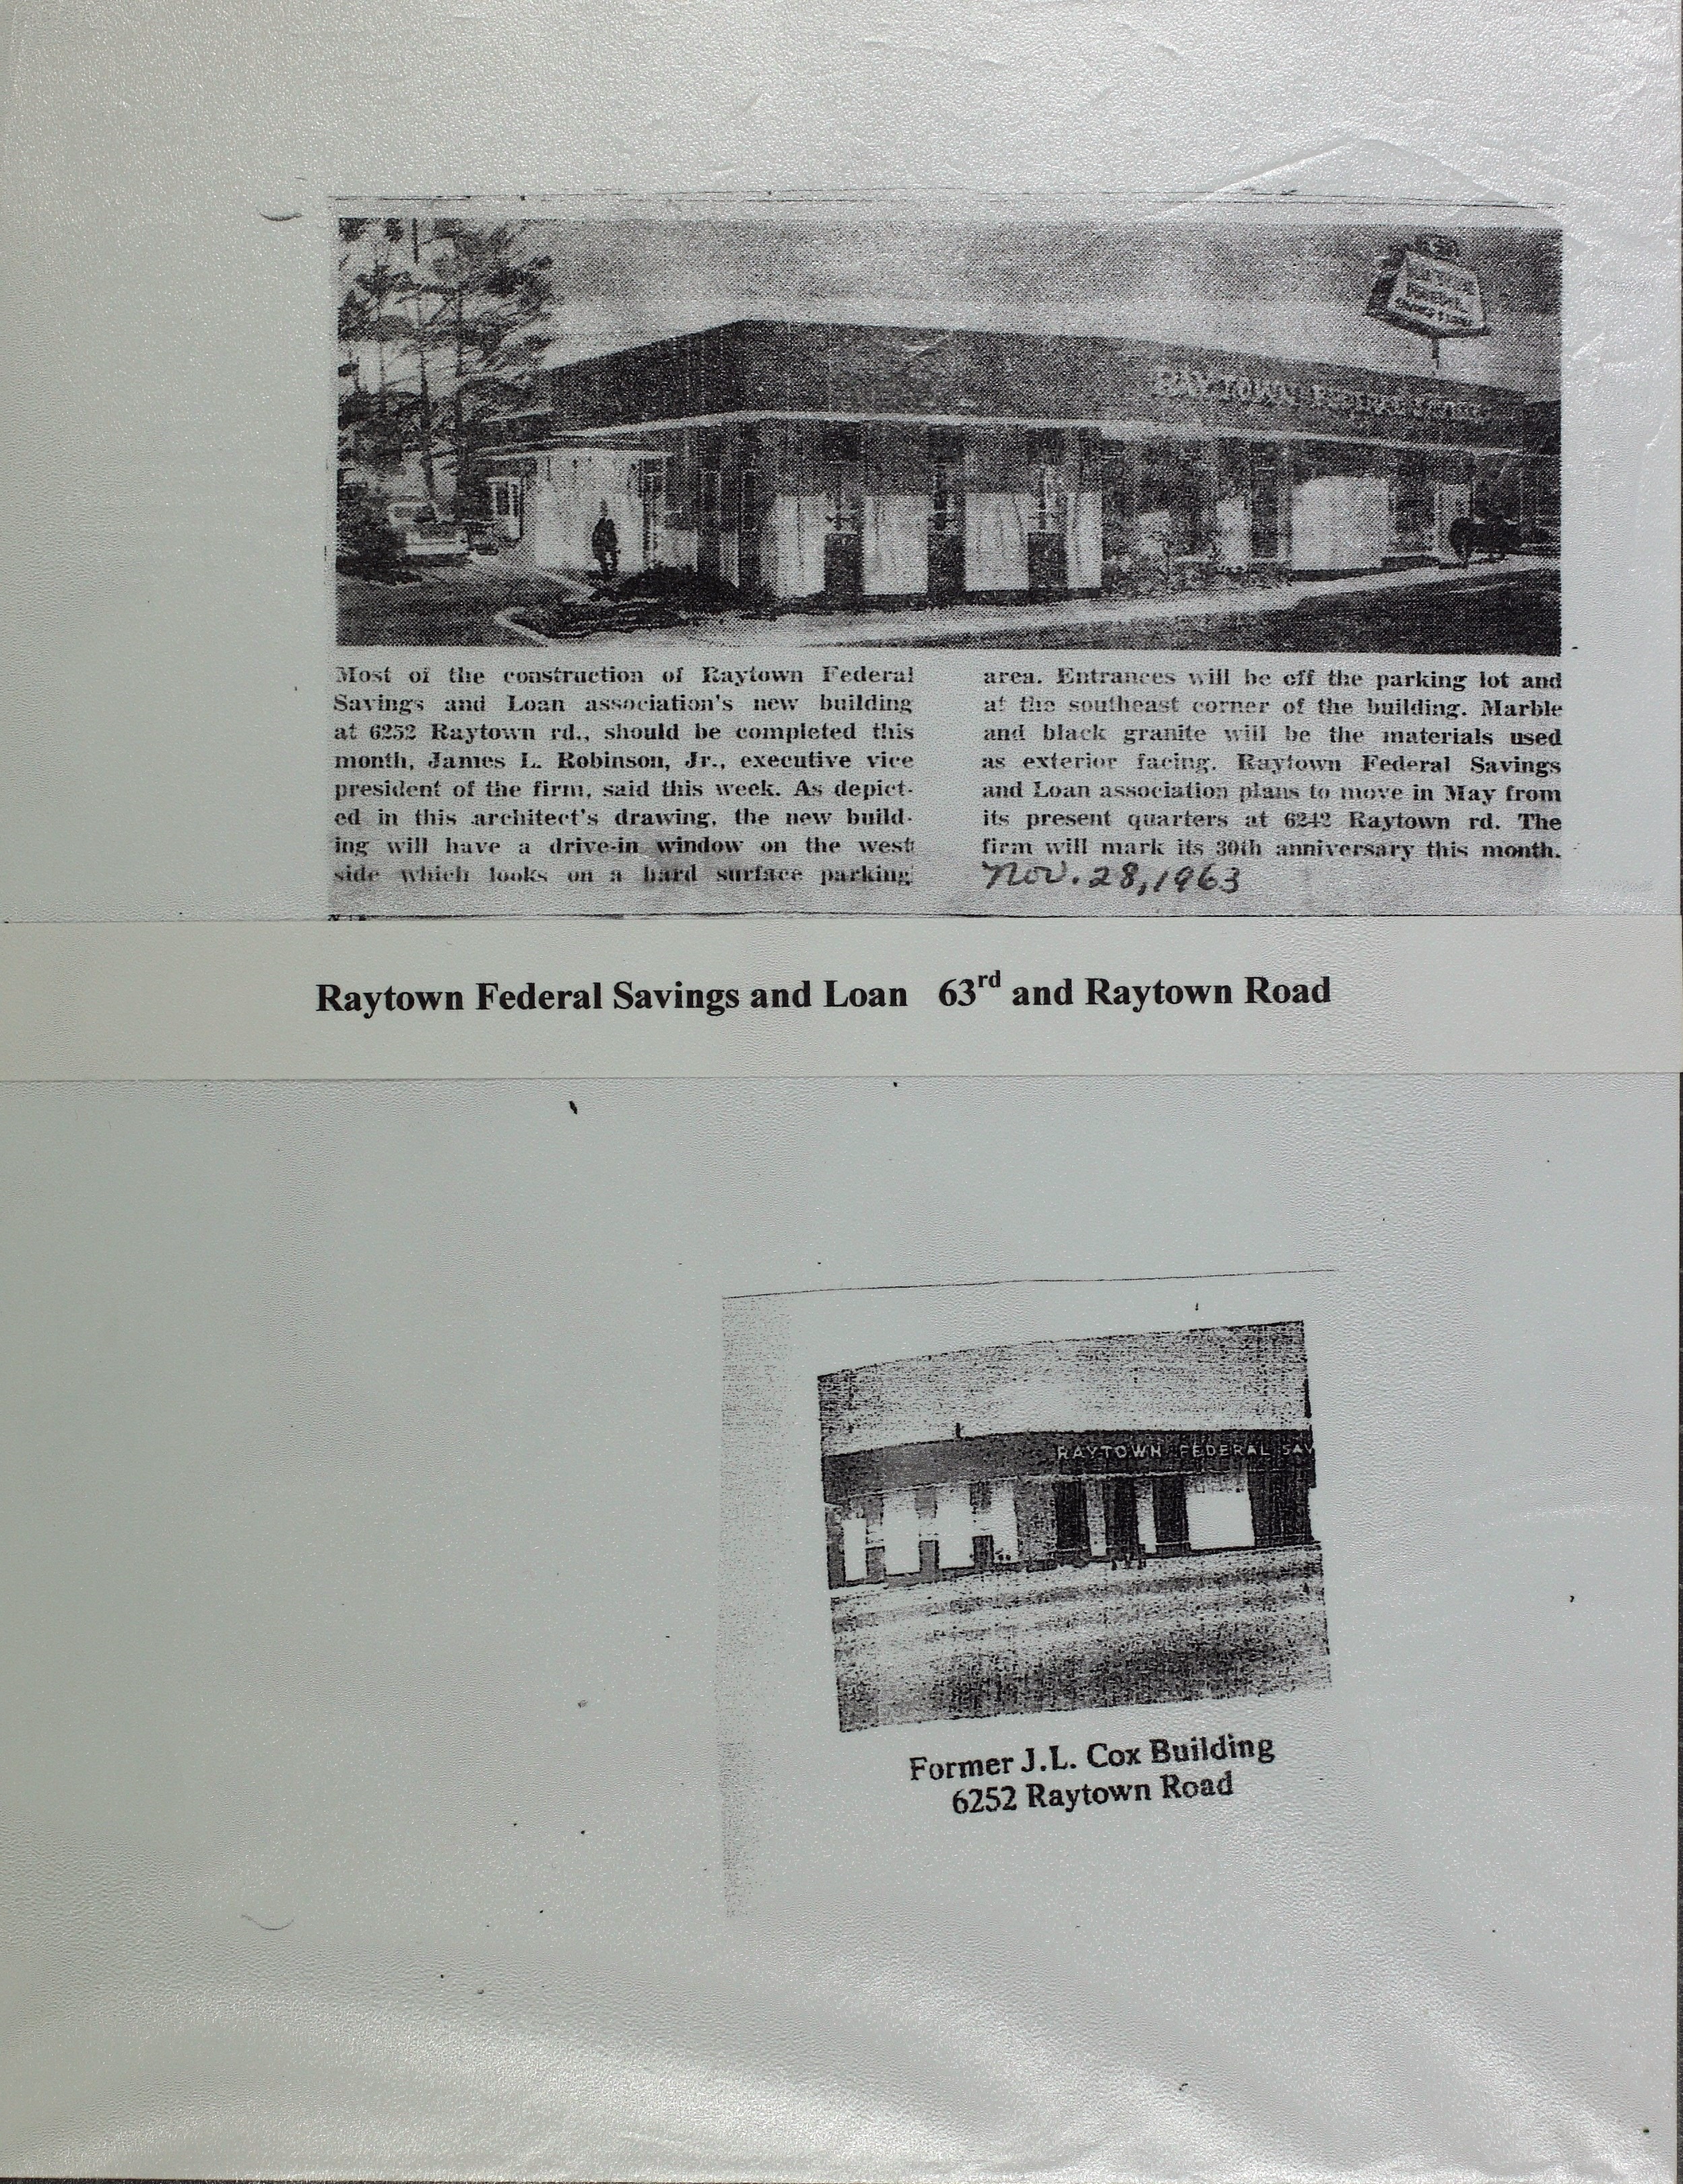 RAYTOWN FEDERAL SAVINGS
Most of the construction of Raytown Federal
Savings and Loan association's new building
at 6252 Raytown rd., should be completed this
month, James L. Robinson, Jr., executive vice
president of the firm, said this week. As depict-
ed in this architect's drawing, the new build-
ing will have a drive-in window on the west
side which looks on a hard surface parking
area. Entrances will be off the parking lot and
at the southeast corner of the building. Marble
and black granite will be the materials used
as exterior facing. Raytown Federal Savings
and Loan association plans to move in May from
its present quarters at 6242 Raytown rd. The
firm will mark its 30th anniversary this month.
Nov. 28, 1963
Raytown Federal Savings and Loan 63rd and Raytown Road
RAYTOWN FEDERAL SAV
Former J.L. Cox Building
6252 Raytown Road